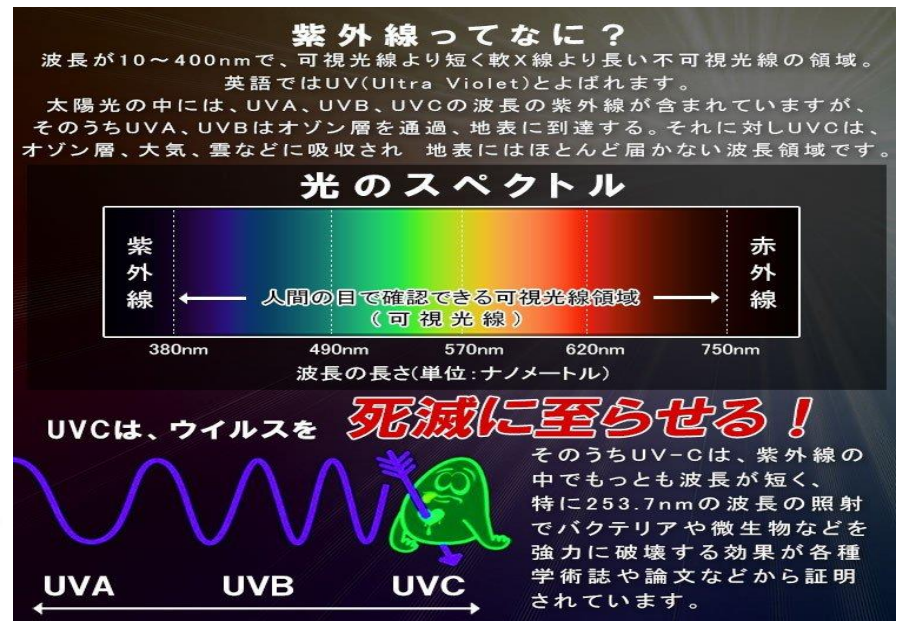 紫外線ってなに？
波長が10～400nmで、可視光線より短く軟X線より長い不可視光線の領域。
英語ではUV(Ultra Violet)とよばれます。
太陽光の中には、UVA、UVB、UVCの波長の紫外線が含まれていますが、
そのうちUVA、UVBはオゾン層を通過、地表に到達する。それに対しUVCは、
オゾン層、大気、雲などに吸収され 地表にはほとんど届かない波長領域です。
光のスペクトル
紫外線
赤外線
人間の目で確認できる可視光線領域
（可視光線）
380nm 490nm 570nm 620nm 750nm
波長の長さ(単位:ナノメートル)
UVCは、ウイルスを 死滅に至らせる！
そのうちUV-Cは、紫外線の
中でもっとも波長が短く、
特に253.7nmの波長の照射
でバクテリアや微生物などを
強力に破壊する効果が各種
学術誌や論文などから証明
されています。
UVA UVB UVC